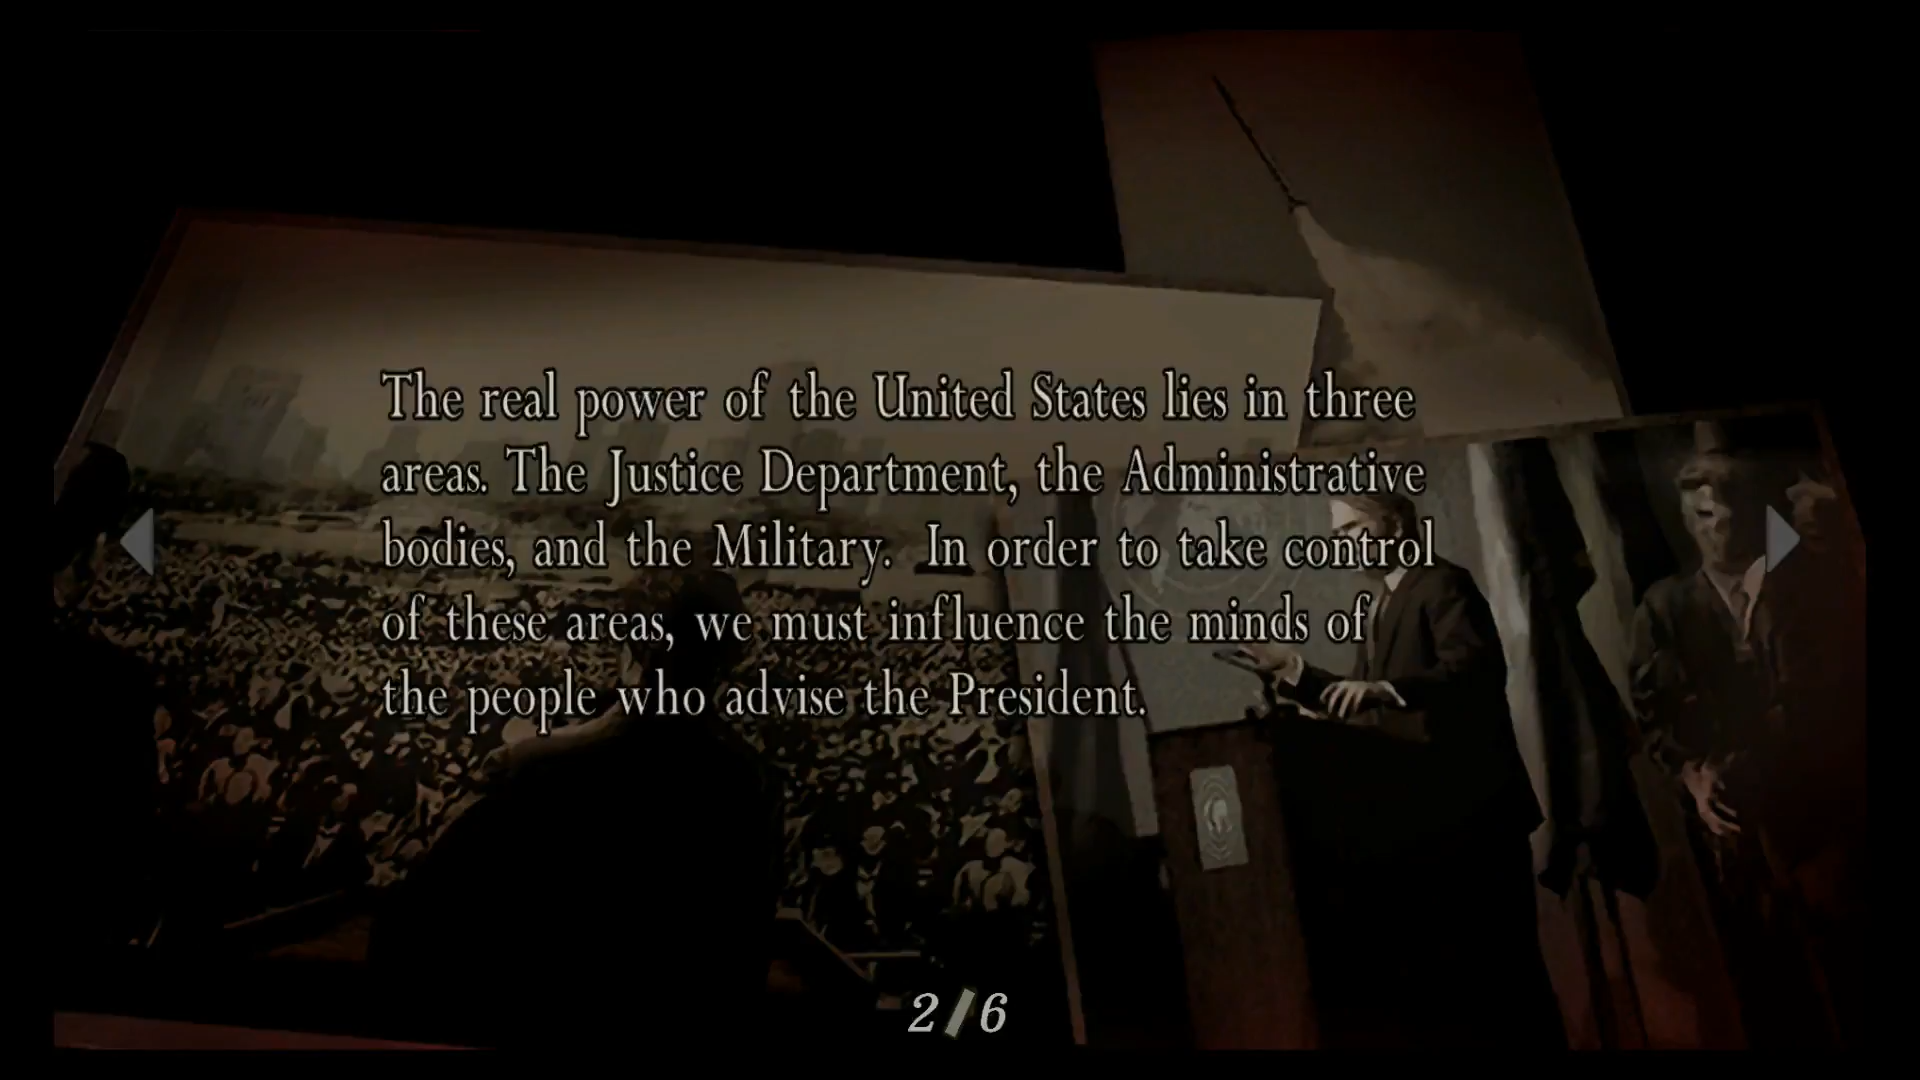 The real power of the United States lies in three
areas. The Justice Department, the Administrative
bodies, and the Military. In order to take control
of these areas, we must influence the minds of
the people who advise the President.
2/6